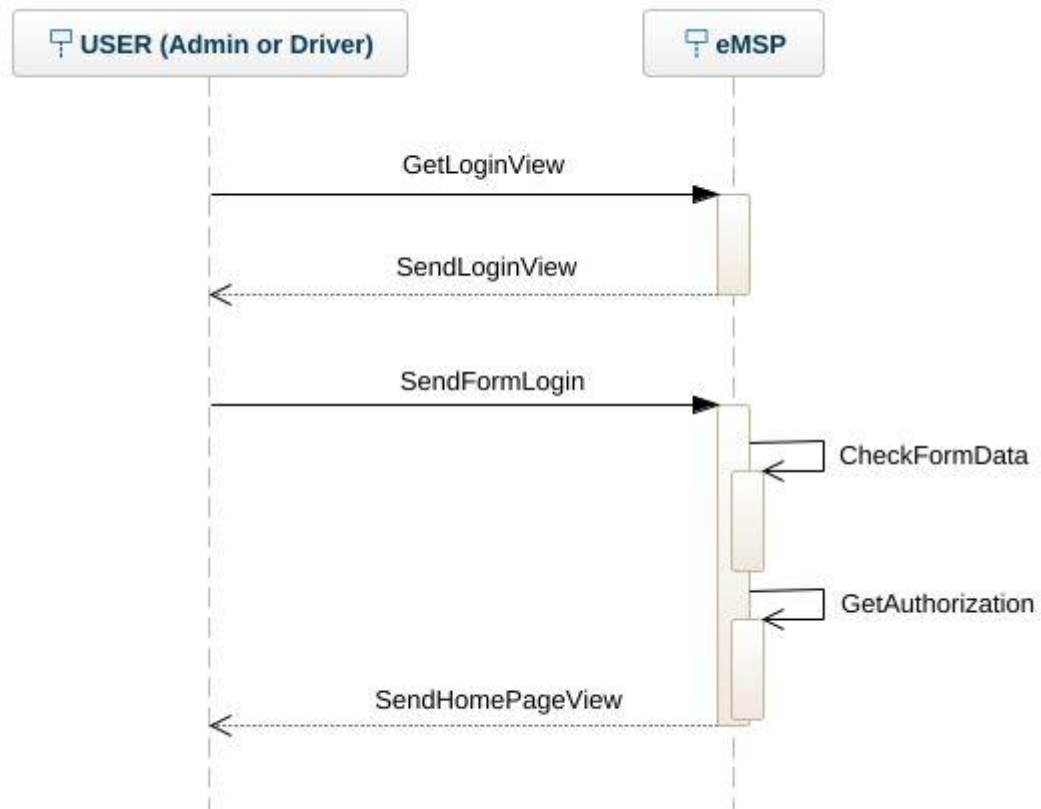 USER (Admin or Driver)
eMSP
GetLoginView
SendLoginView
SendFormLogin
CheckFormData
GetAuthorization
SendHomePageView